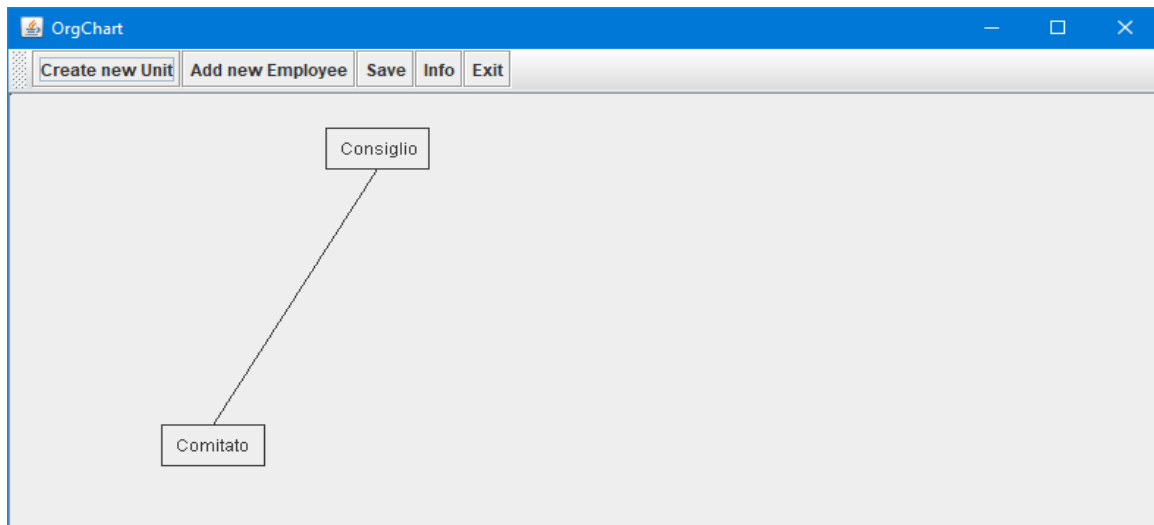 OrgChart
Create new Unit Add new Employee Save Info Exit
Consiglio
Comitato